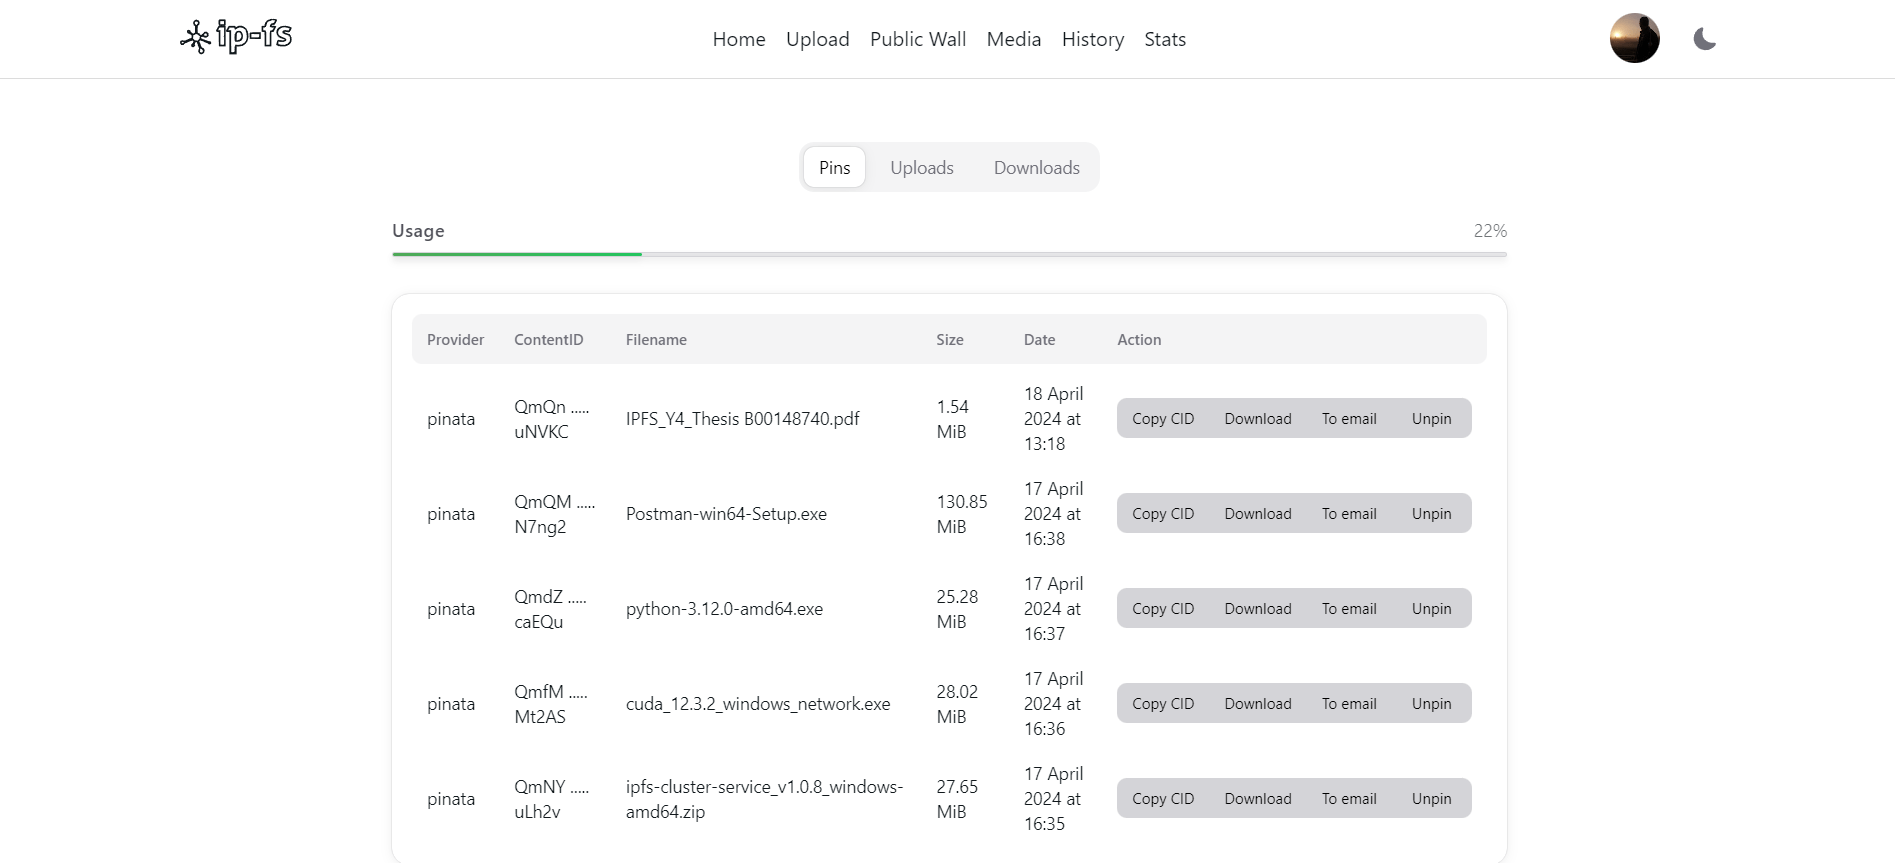 ip-fs
Home Upload Public Wall Media History Stats
Pins Uploads Downloads
Usage 22%
Provider ContentID Filename Size Date Action
pinata QmQn ..... uNVKC IPFS_Y4_Thesis B00148740.pdf 1.54 MiB 18 April 2024 at 13:18 Copy CID Download To email Unpin
pinata QmQM ..... N7ng2 Postman-win64-Setup.exe 130.85 MiB 17 April 2024 at 16:38 Copy CID Download To email Unpin
pinata QmdZ ..... caEQu python-3.12.0-amd64.exe 25.28 MiB 17 April 2024 at 16:37 Copy CID Download To email Unpin
pinata QmfM ..... Mt2AS cuda_12.3.2_windows_network.exe 28.02 MiB 17 April 2024 at 16:36 Copy CID Download To email Unpin
pinata QmNY ..... uLh2v ipfs-cluster-service_v1.0.8_windows-amd64.zip 27.65 MiB 17 April 2024 at 16:35 Copy CID Download To email Unpin